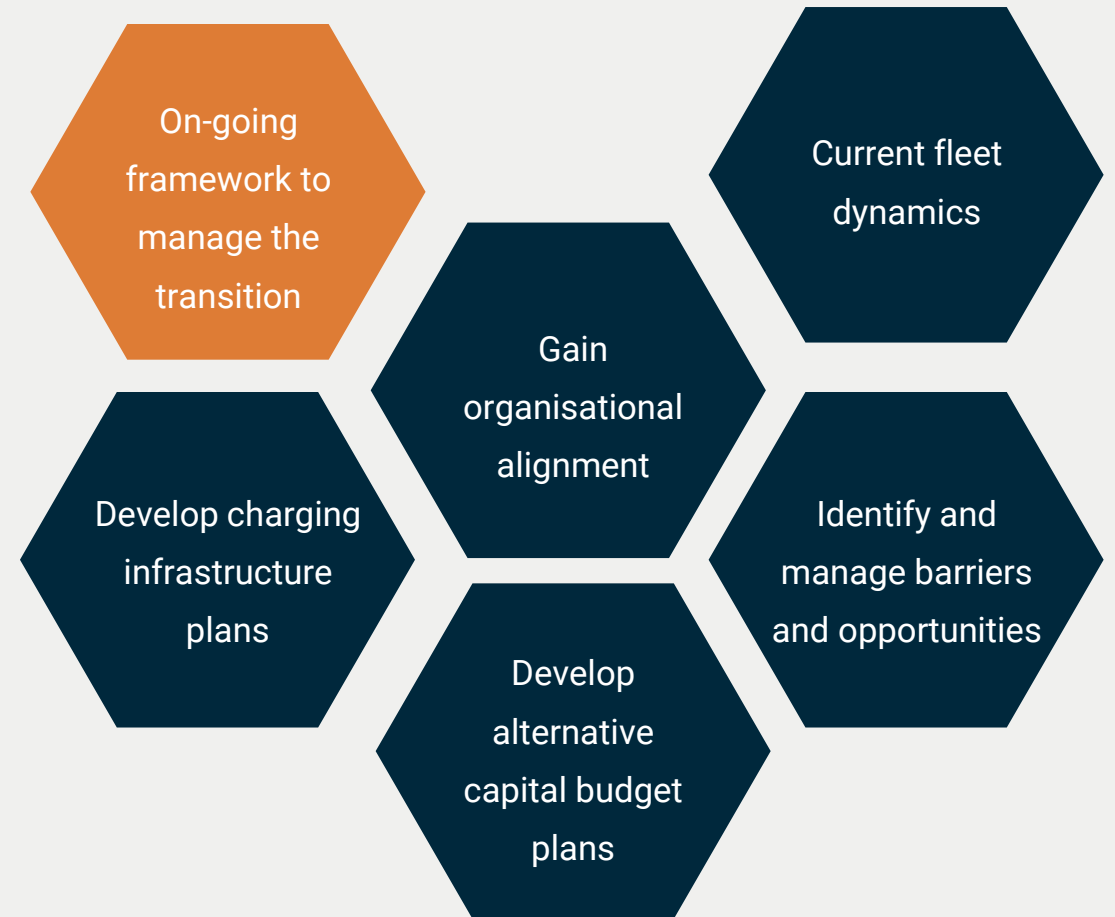 On-going
framework to
manage the
transition
Current fleet
dynamics
Gain
organisational
alignment
Develop charging
infrastructure
plans
Identify and
manage barriers
and opportunities
Develop
alternative
capital budget
plans